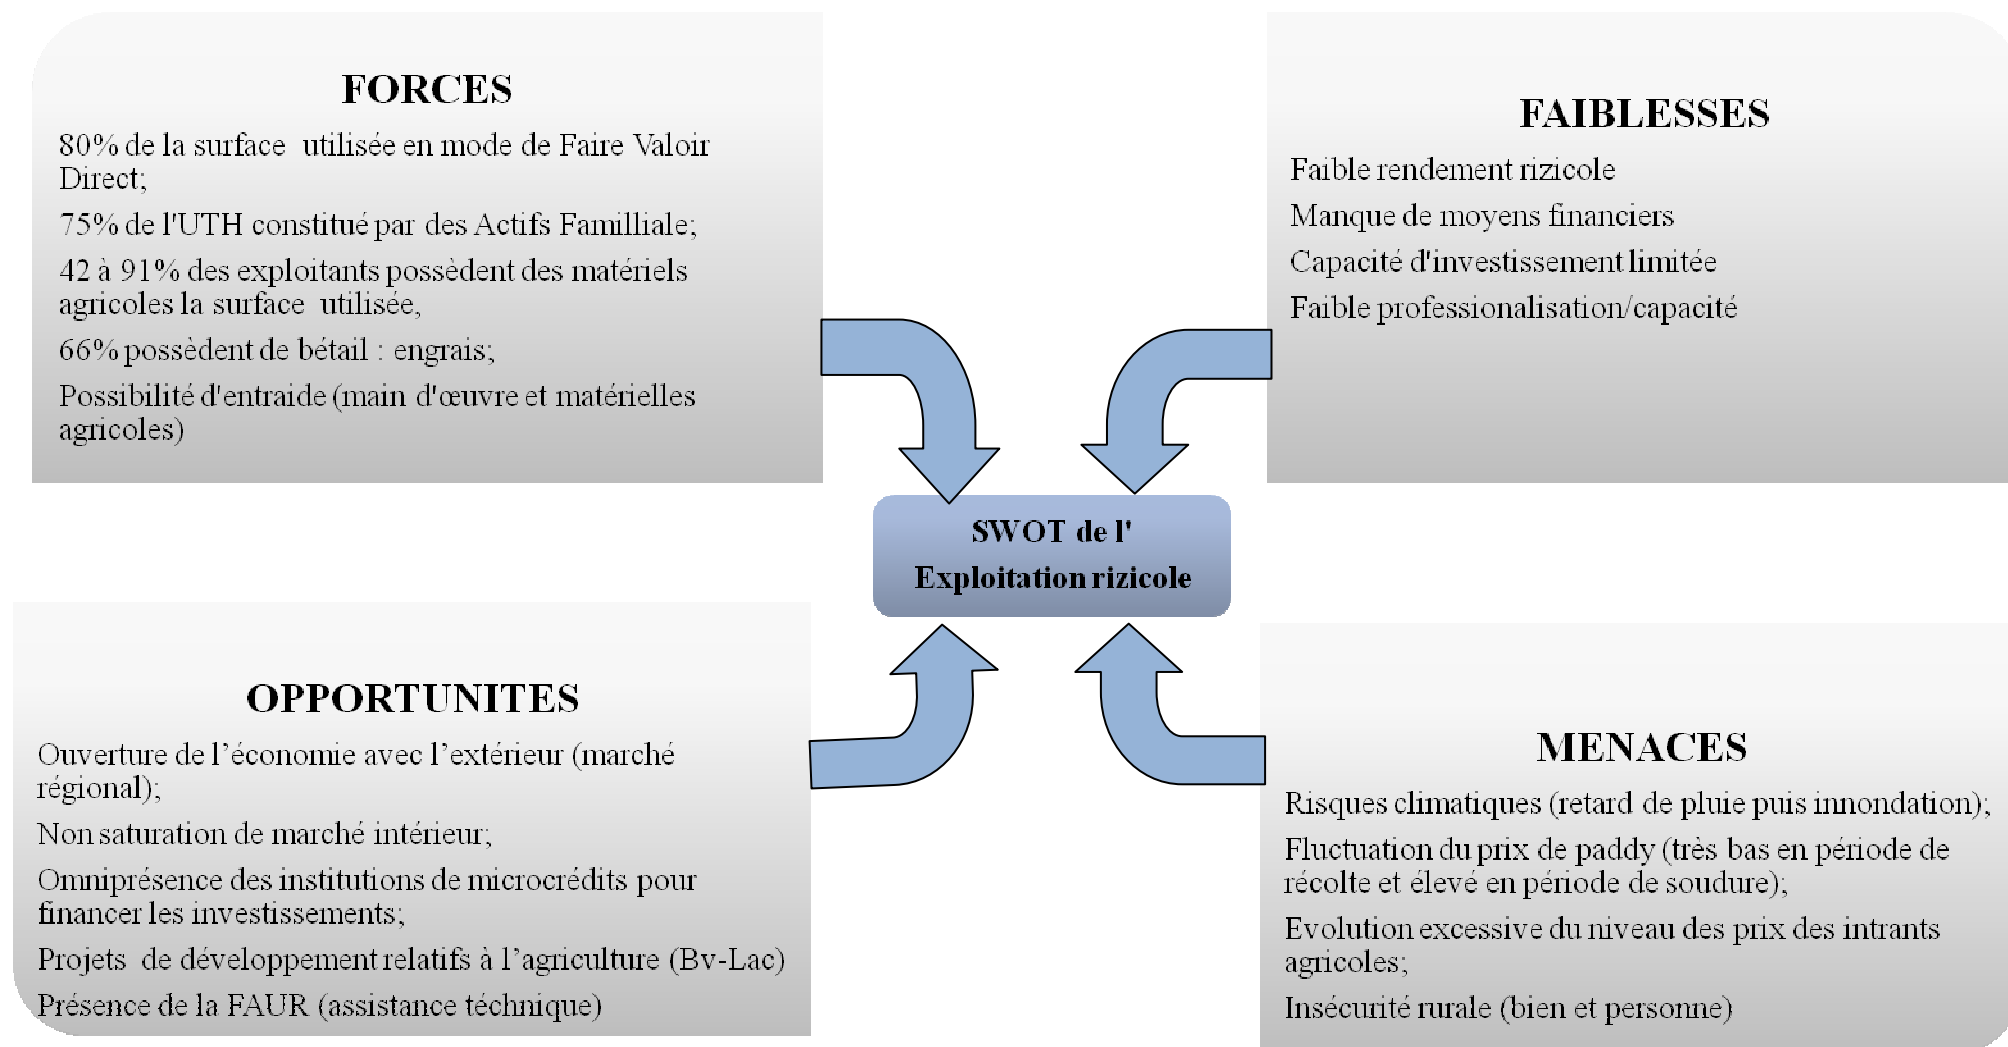 FORCES
80% de la surface utilisée en mode de Faire Valoir
Direct;
75% de l'UTH constitué par des Actifs Familliale;
42 à 91% des exploitants possèdent des matériels
agricoles la surface utilisée,
66% possèdent de bétail : engrais;
Possibilité d'entraide (main d'œuvre et matérielles
agricoles)
FAIBLESSES
Faible rendement rizicole
Manque de moyens financiers
Capacité d'investissement limitée
Faible professionalisation/capacité
SWOT de l'
Exploitation rizicole
OPPORTUNITES
Ouverture de l’économie avec l’extérieur (marché
régional);
Non saturation de marché intérieur;
Omniprésence des institutions de microcrédits pour
financer les investissements;
Projets de développement relatifs à l’agriculture (Bv-Lac)
Présence de la FAUR (assistance téchnique)
MENACES
Risques climatiques (retard de pluie puis innondation);
Fluctuation du prix de paddy (très bas en période de
récolte et élevé en période de soudure);
Evolution excessive du niveau des prix des intrants
agricoles;
Insécurité rurale (bien et personne)